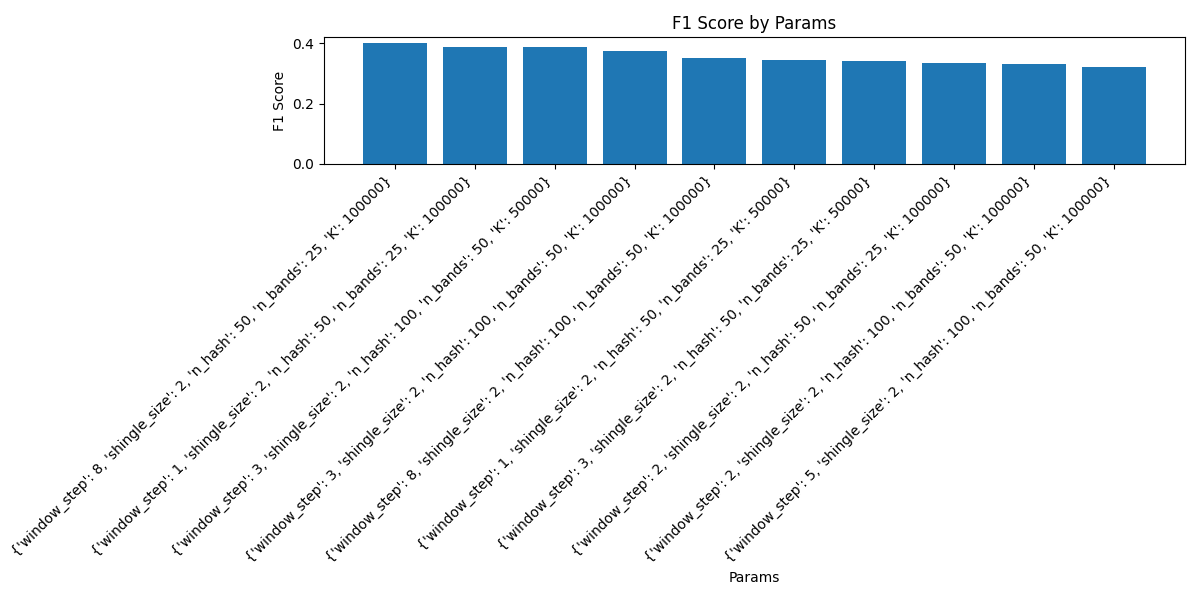 F1 Score by Params
F1 Score
0.4
0.2
0.0
{'window_step': 8, 'shingle_size': 2, 'n_hash': 50, 'n_bands': 25, 'K': 100000}
{'window_step': 1, 'shingle_size': 2, 'n_hash': 50, 'n_bands': 25, 'K': 100000}
{'window_step': 3, 'shingle_size': 2, 'n_hash': 100, 'n_bands': 50, 'K': 50000}
{'window_step': 3, 'shingle_size': 2, 'n_hash': 100, 'n_bands': 50, 'K': 100000}
{'window_step': 8, 'shingle_size': 2, 'n_hash': 100, 'n_bands': 50, 'K': 100000}
{'window_step': 1, 'shingle_size': 2, 'n_hash': 50, 'n_bands': 25, 'K': 50000}
{'window_step': 3, 'shingle_size': 2, 'n_hash': 50, 'n_bands': 25, 'K': 50000}
{'window_step': 2, 'shingle_size': 2, 'n_hash': 50, 'n_bands': 25, 'K': 100000}
{'window_step': 2, 'shingle_size': 2, 'n_hash': 100, 'n_bands': 50, 'K': 100000}
{'window_step': 5, 'shingle_size': 2, 'n_hash': 100, 'n_bands': 50, 'K': 100000}
Params